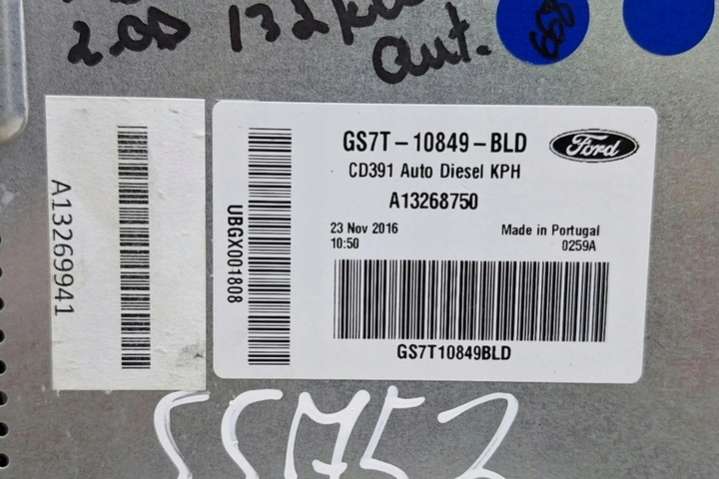 2.0D 132kw
aut.
A13269941
UBGX001808
GS7T-10849-BLD
Ford
CD391 Auto Diesel KPH
A13268750
23 Nov 2016
10:50
Made in Portugal
0259A
GS7T10849BLD